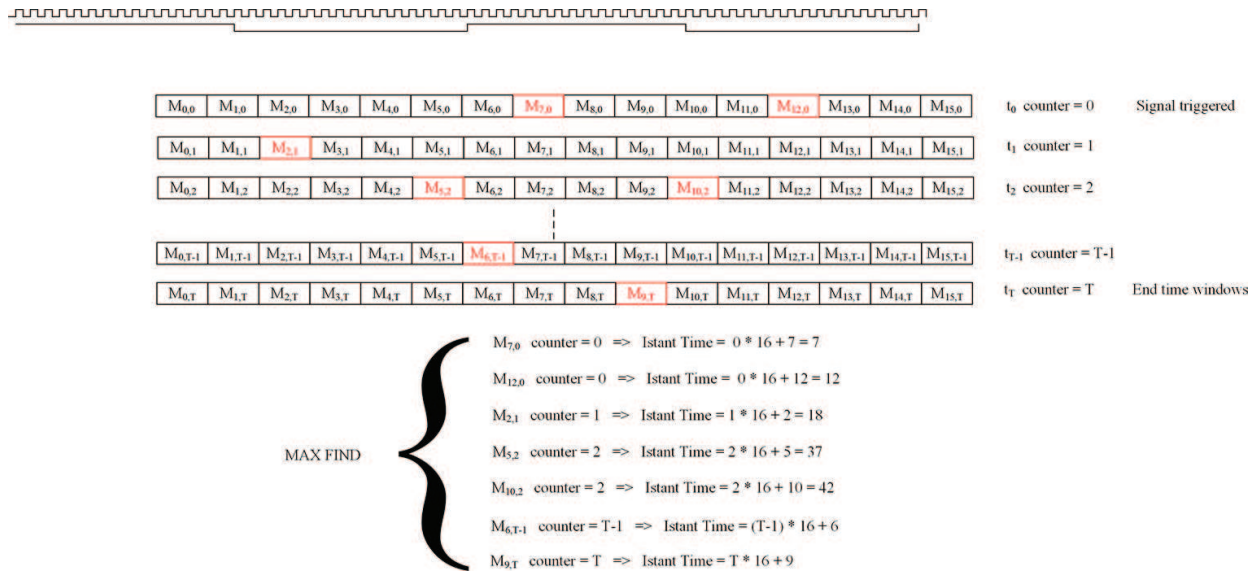 M0,0 M1,0 M2,0 M3,0 M4,0 M5,0 M6,0 M7,0 M8,0 M9,0 M10,0 M11,0 M12,0 M13,0 M14,0 M15,0 t0 counter = 0 Signal triggered
M0,1 M1,1 M2,1 M3,1 M4,1 M5,1 M6,1 M7,1 M8,1 M9,1 M10,1 M11,1 M12,1 M13,1 M14,1 M15,1 t1 counter = 1
M0,2 M1,2 M2,2 M3,2 M4,2 M5,2 M6,2 M7,2 M8,2 M9,2 M10,2 M11,2 M12,2 M13,2 M14,2 M15,2 t2 counter = 2
M0,T-1 M1,T-1 M2,T-1 M3,T-1 M4,T-1 M5,T-1 M6,T-1 M7,T-1 M8,T-1 M9,T-1 M10,T-1 M11,T-1 M12,T-1 M13,T-1 M14,T-1 M15,T-1 tT-1 counter = T-1
M0,T M1,T M2,T M3,T M4,T M5,T M6,T M7,T M8,T M9,T M10,T M11,T M12,T M13,T M14,T M15,T tT counter = T End time windows
M7,0 counter = 0 => Istant Time = 0 * 16 + 7 = 7
M12,0 counter = 0 => Istant Time = 0 * 16 + 12 = 12
M2,1 counter = 1 => Istant Time = 1 * 16 + 2 = 18
MAX FIND
M5,2 counter = 2 => Istant Time = 2 * 16 + 5 = 37
M10,2 counter = 2 => Istant Time = 2 * 16 + 10 = 42
M6,T-1 counter = T-1 => Istant Time = (T-1) * 16 + 6
M9,T counter = T => Istant Time = T * 16 + 9